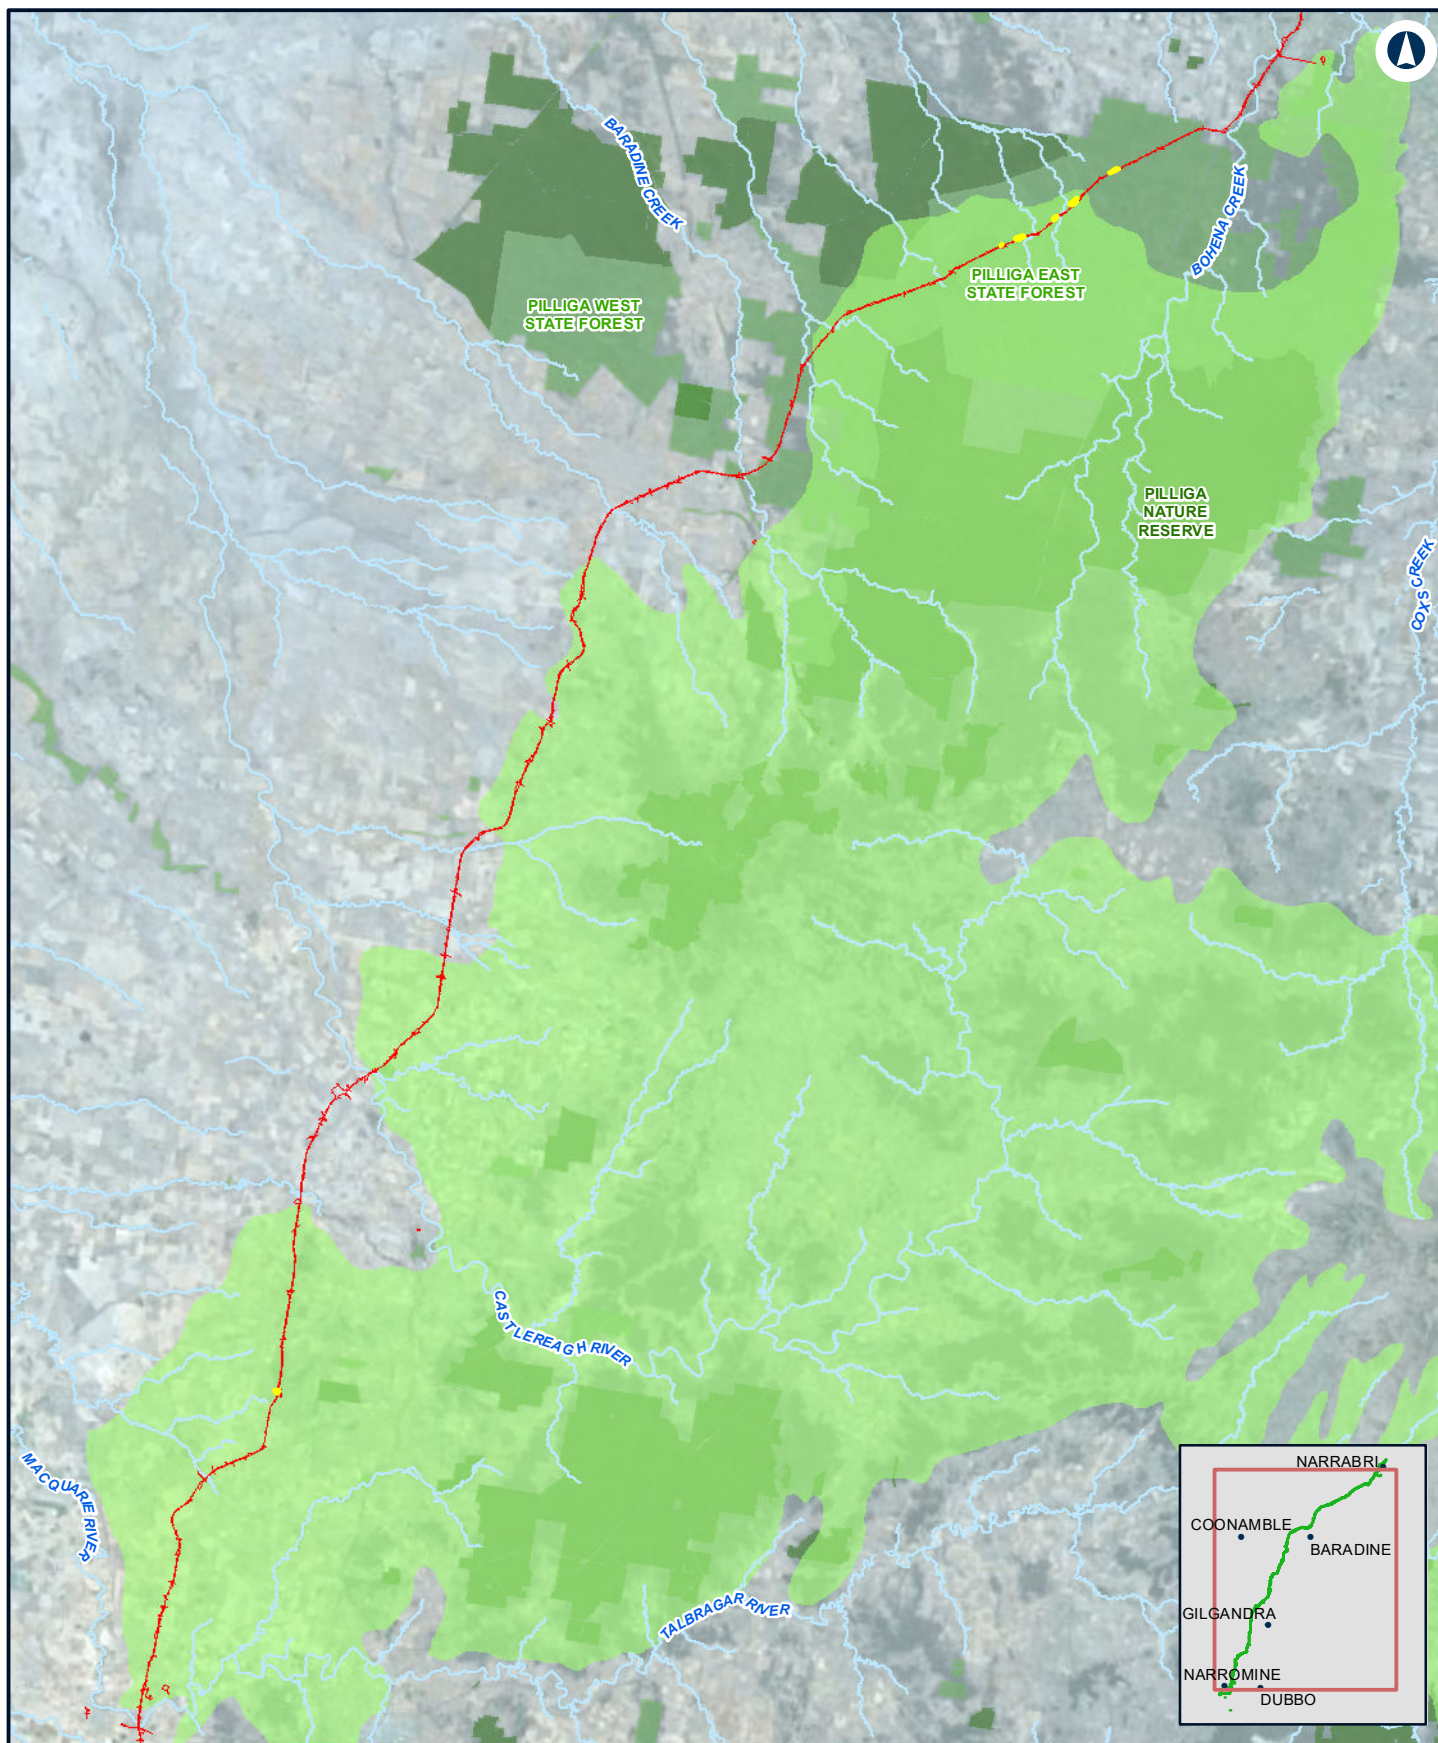 BARADINE CREEK
BOHENA CREEK
PILLIGA EAST
STATE FOREST
PILLIGA WEST
STATE FOREST
PILLIGA
NATURE
RESERVE
COXS CREEK
CASTLEREAGH RIVER
MACQUARIE RIVER
TALBRAGAR RIVER
NARRABRI
COONAMBLE
BARADINE
GILGANDRA
NARROMINE
DUBBO